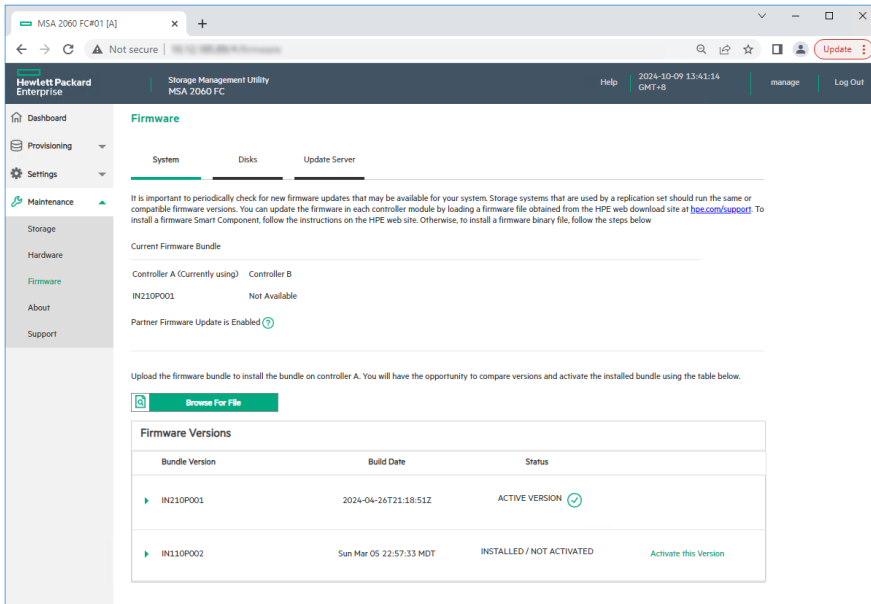 MSA 2060 FC#01 [A]
Not secure
Update
Hewlett Packard
Enterprise
Storage Management Utility
MSA 2060 FC
Help
2024-10-09 13:41:14
GMT+8
manage
Log Out
Dashboard
Provisioning
Settings
Maintenance
Storage
Hardware
Firmware
About
Support
Firmware
System
Disks
Update Server
It is important to periodically check for new firmware updates that may be available for your system. Storage systems that are used by a replication set should run the same or
compatible firmware versions. You can update the firmware in each controller module by loading a firmware file obtained from the HPE web download site at hpe.com/support. To
install a firmware Smart Component, follow the instructions on the HPE web site. Otherwise, to install a firmware binary file, follow the steps below
Current Firmware Bundle
Controller A (Currently using) Controller B
IN210P001 Not Available
Partner Firmware Update is Enabled ?
Upload the firmware bundle to install the bundle on controller A. You will have the opportunity to compare versions and activate the installed bundle using the table below.
Browse For File
Firmware Versions
Bundle Version Build Date Status
IN210P001 2024-04-26T21:18:51Z ACTIVE VERSION
IN110P002 Sun Mar 05 22:57:33 MDT INSTALLED / NOT ACTIVATED Activate this Version